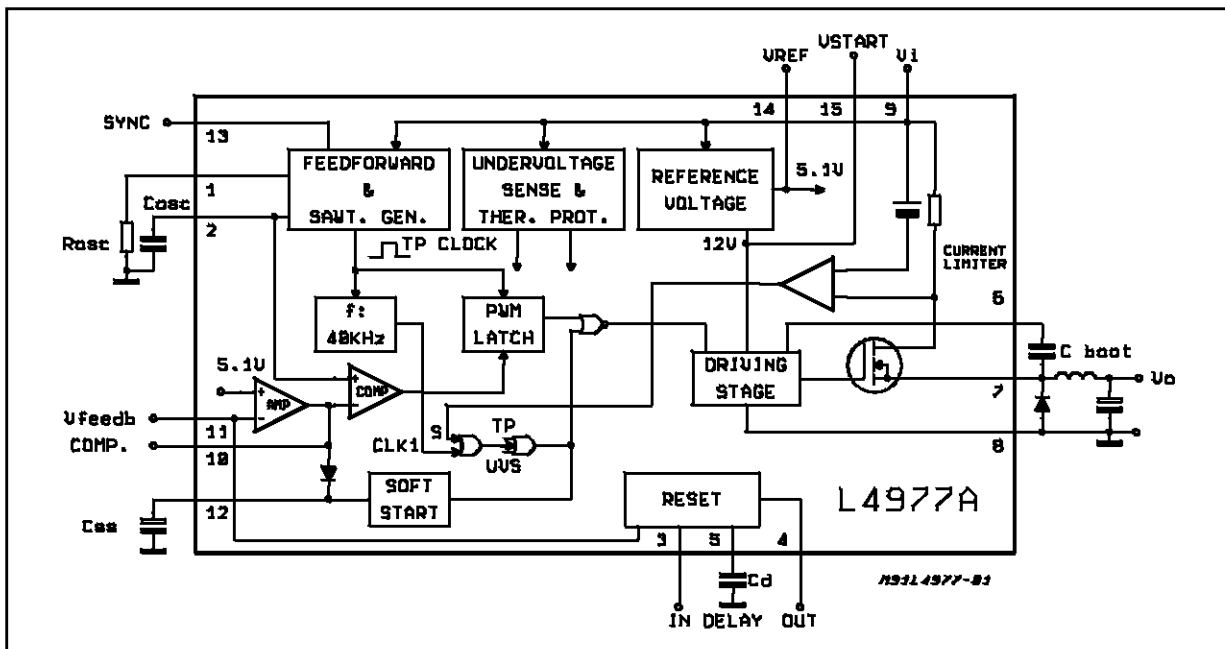 VSTART
VREF
Vi
14
15
9
SYNC
13
FEEDFORWARD
&
SAWT. GEN.
UNDERVOLTAGE
SENSE &
THER. PROT.
REFERENCE
VOLTAGE
5.1V
1
Cosc
2
Rosc
TP CLOCK
12V
CURRENT
LIMITER
6
f:
40KHz
PWM
LATCH
C boot
5.1V
DRIVING
STAGE
+
-
AMP
+
-
COMP
7
Vo
Vfeedb
11
S
TP
8
COMP.
10
CLK1
UVS
SOFT
START
RESET
L4977A
Css
12
3
5
4
Cd
M91L4977-01
IN
DELAY
OUT